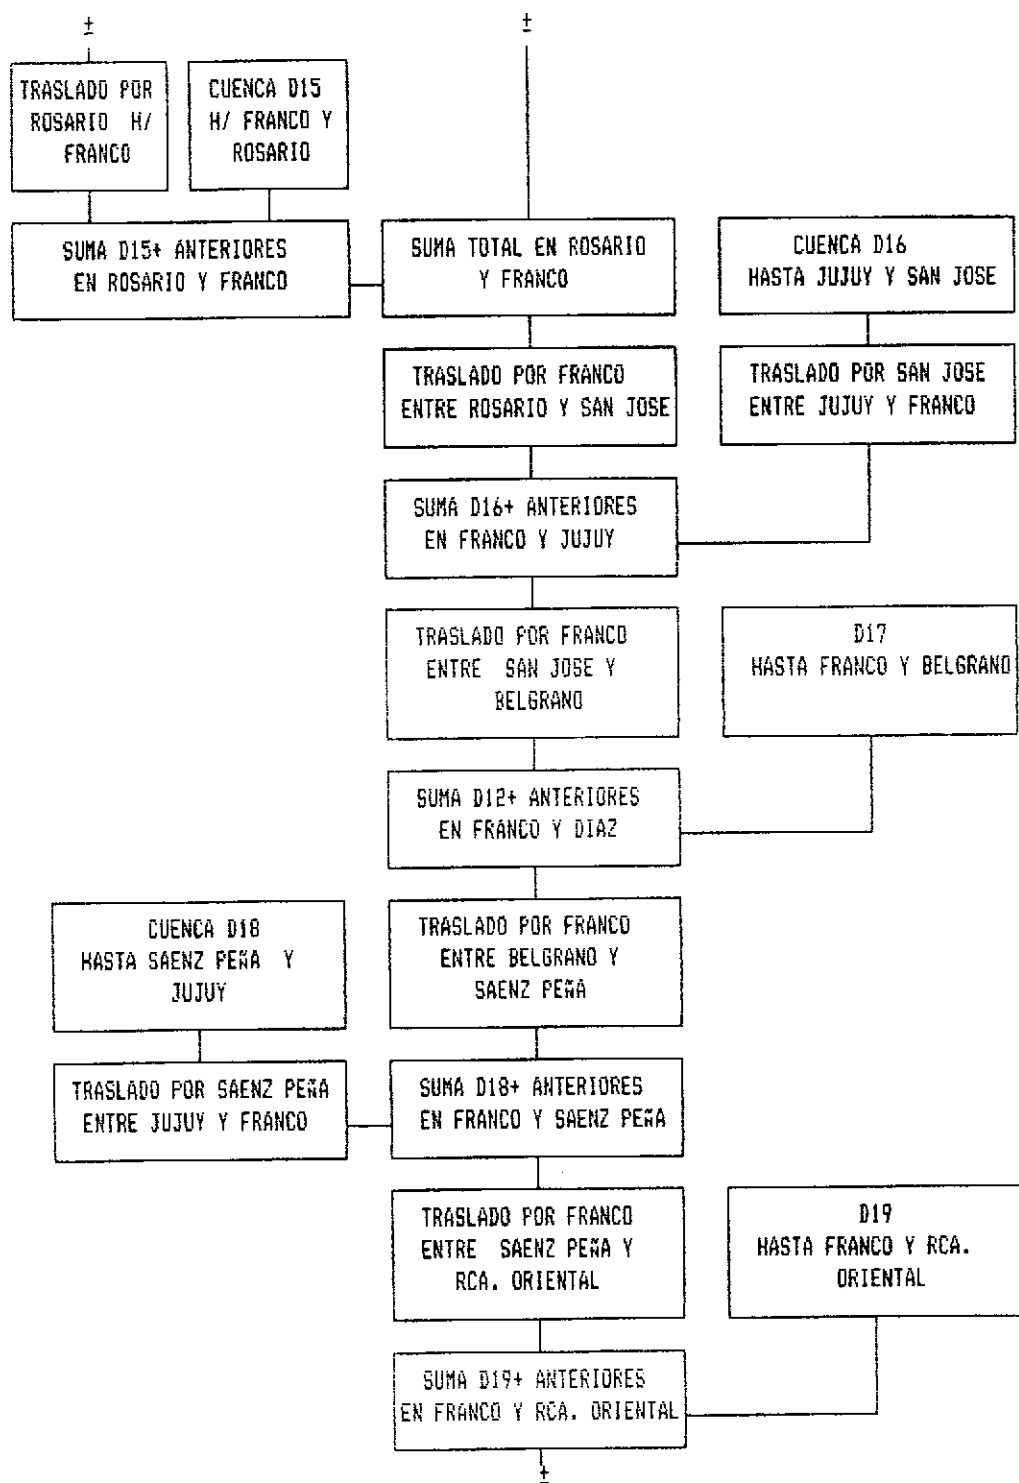 ±
±
TRASLADO POR
ROSARIO H/
FRANCO
CUENCA D15
H/ FRANCO Y
ROSARIO
SUMA D15+ ANTERIORES
EN ROSARIO Y FRANCO
SUMA TOTAL EN ROSARIO
Y FRANCO
CUENCA D16
HASTA JUJUY Y SAN JOSE
TRASLADO POR FRANCO
ENTRE ROSARIO Y SAN JOSE
TRASLADO POR SAN JOSE
ENTRE JUJUY Y FRANCO
SUMA D16+ ANTERIORES
EN FRANCO Y JUJUY
TRASLADO POR FRANCO
ENTRE SAN JOSE Y
BELGRANO
D17
HASTA FRANCO Y BELGRANO
SUMA D12+ ANTERIORES
EN FRANCO Y DIAZ
CUENCA D18
HASTA SAENZ PEÑA Y
JUJUY
TRASLADO POR FRANCO
ENTRE BELGRANO Y
SAENZ PEÑA
TRASLADO POR SAENZ PEÑA
ENTRE JUJUY Y FRANCO
SUMA D18+ ANTERIORES
EN FRANCO Y SAENZ PEÑA
TRASLADO POR FRANCO
ENTRE SAENZ PEÑA Y
RCA. ORIENTAL
D19
HASTA FRANCO Y RCA.
ORIENTAL
SUMA D19+ ANTERIORES
EN FRANCO Y RCA. ORIENTAL
±